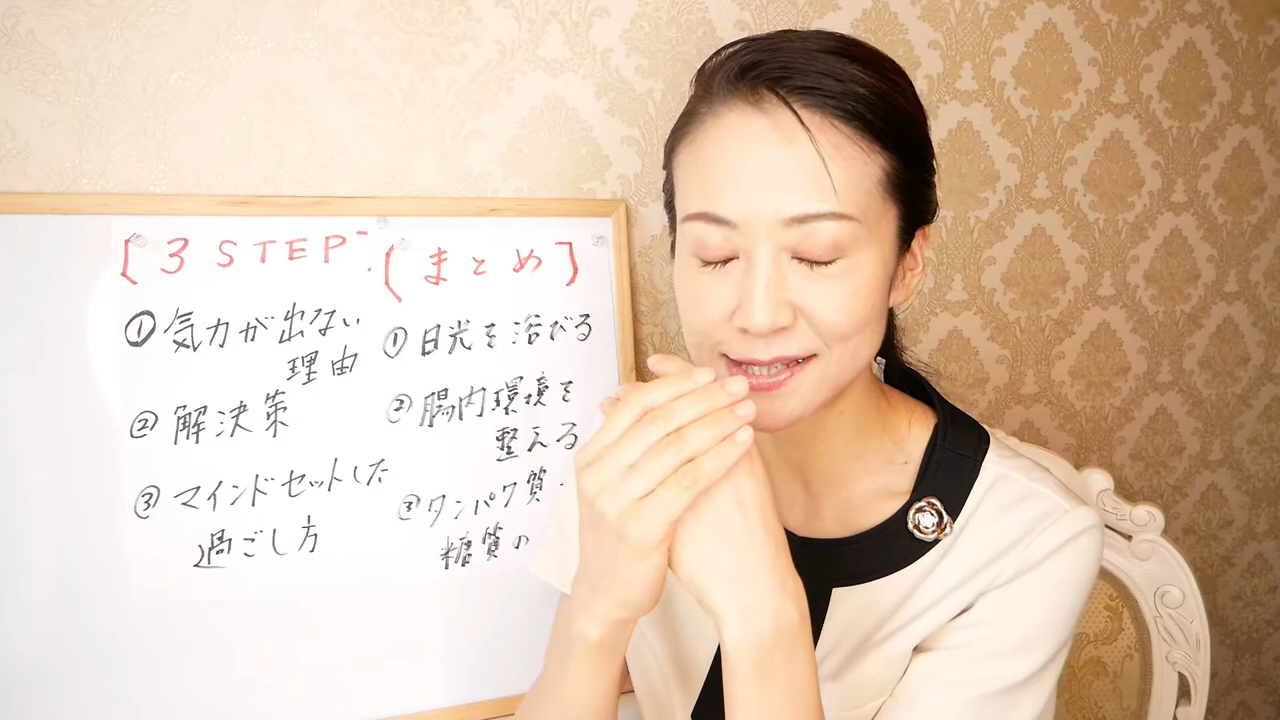 [3 STEP:
① 気力が出ない
理由
② 解決策
③ マインドセットした
過ごし方
[まとめ]
① 日光を浴びる
② 腸内環境を
整える
③ タンパク質・
糖質の